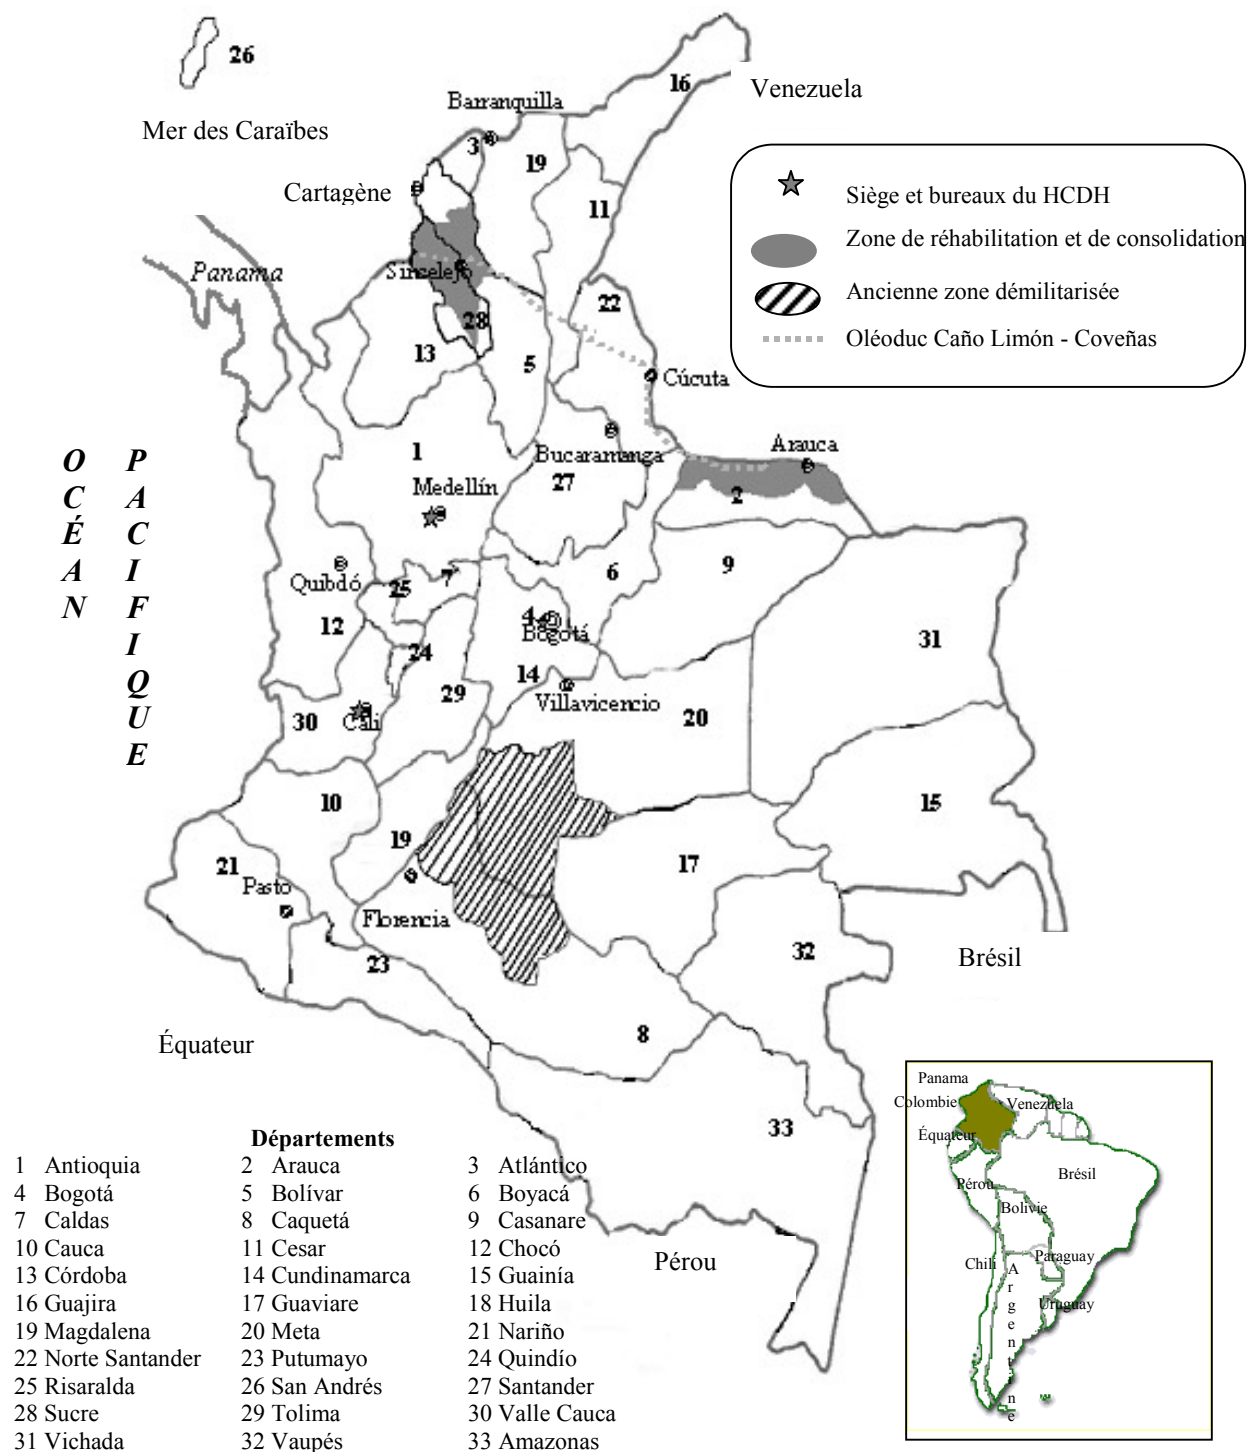 26
Mer des Caraïbes
Barranquilla
16
Venezuela
3
19
Cartagène
11
Siège et bureaux du HCDH
Zone de réhabilitation et de consolidation
Ancienne zone démilitarisée
Oléoduc Caño Limón - Coveñas
Panama
Sincelejo
22
28
13
5
Cúcuta
OCÉAN
PACIFIQUE
1
Bucaramanga
Arauca
27
2
Medellín
Quibdó
25
7
6
9
12
4
Bogotá
24
14
31
29
Villavicencio
30
Cali
20
10
15
19
21
17
Pasto
Florencia
32
Brésil
23
Équateur
8
33
Pérou
Départements
1 Antioquia 2 Arauca 3 Atlántico
4 Bogotá 5 Bolívar 6 Boyacá
7 Caldas 8 Caquetá 9 Casanare
10 Cauca 11 Cesar 12 Chocó
13 Córdoba 14 Cundinamarca 15 Guainía
16 Guajira 17 Guaviare 18 Huila
19 Magdalena 20 Meta 21 Nariño
22 Norte Santander 23 Putumayo 24 Quindío
25 Risaralda 26 San Andrés 27 Santander
28 Sucre 29 Tolima 30 Valle Cauca
31 Vichada 32 Vaupés 33 Amazonas
Panama
Colombie
Venezuela
Équateur
Brésil
Pérou
Bolivie
Chili
Paraguay
Argentine
Uruguay